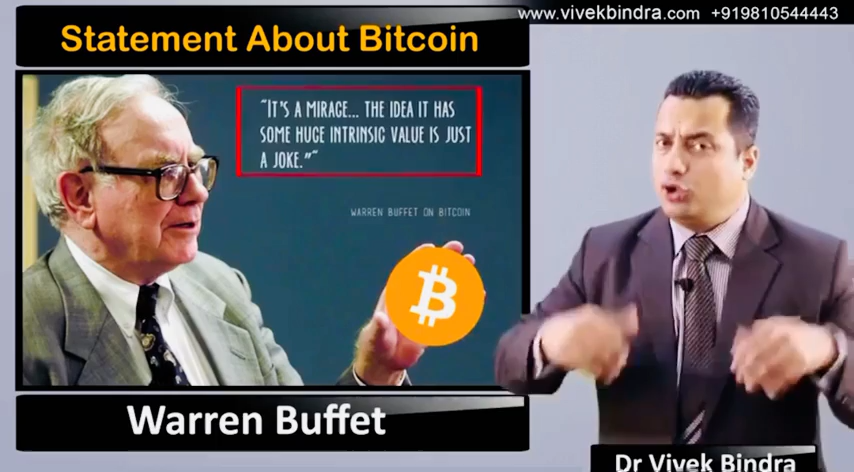 www.vivekbindra.com +919810544443
Statement About Bitcoin
"IT'S A MIRAGE... THE IDEA IT HAS
SOME HUGE INTRINSIC VALUE IS JUST
A JOKE.""
WARREN BUFFET ON BITCOIN
Warren Buffet
Dr Vivek Bindra